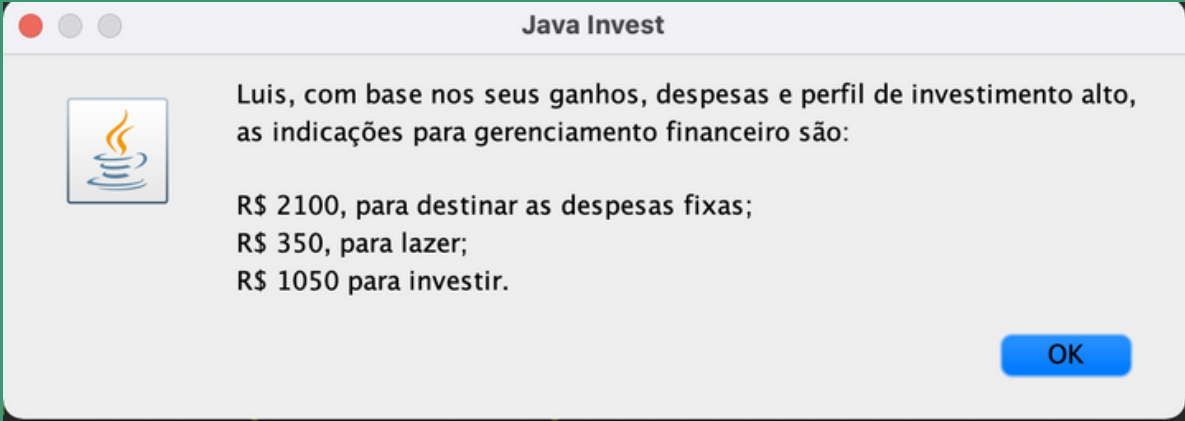 Java Invest
Luis, com base nos seus ganhos, despesas e perfil de investimento alto,
as indicações para gerenciamento financeiro são:
R$ 2100, para destinar as despesas fixas;
R$ 350, para lazer;
R$ 1050 para investir.
OK